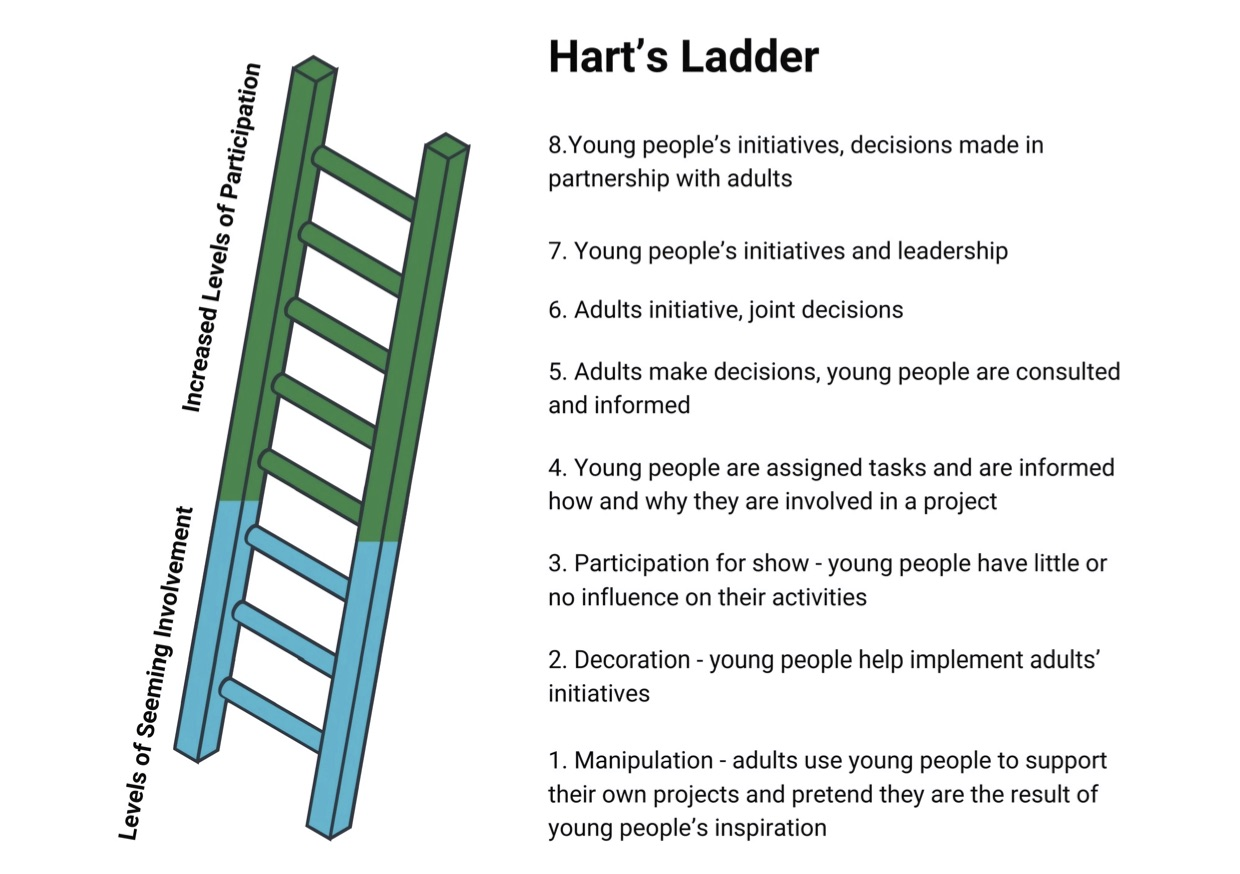 Hart’s Ladder
Increased Levels of Participation
Levels of Seeming Involvement
8.Young people’s initiatives, decisions made in
partnership with adults
7. Young people’s initiatives and leadership
6. Adults initiative, joint decisions
5. Adults make decisions, young people are consulted
and informed
4. Young people are assigned tasks and are informed
how and why they are involved in a project
3. Participation for show - young people have little or
no influence on their activities
2. Decoration - young people help implement adults’
initiatives
1. Manipulation - adults use young people to support
their own projects and pretend they are the result of
young people’s inspiration